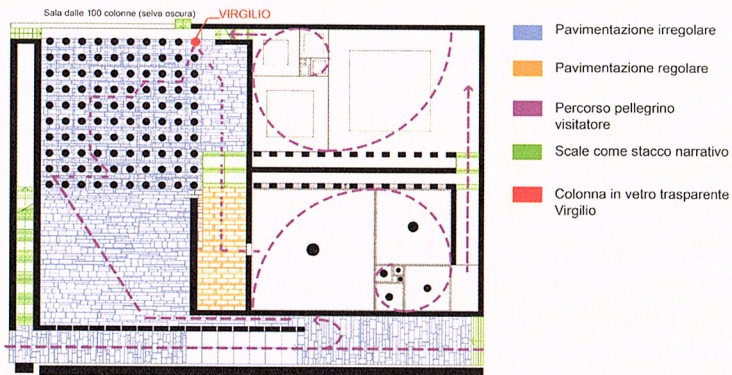 Sala dalle 100 colonne (selva oscura)
VIRGILIO
Pavimentazione irregolare
Pavimentazione regolare
Percorso pellegrino
visitatore
Scale come stacco narrativo
Colonna in vetro trasparente
Virgilio